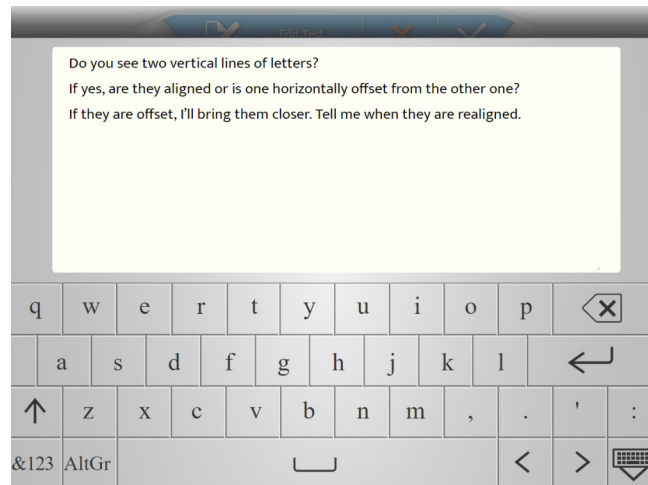 Edit Text
Do you see two vertical lines of letters?
If yes, are they aligned or is one horizontally offset from the other one?
If they are offset, I'll bring them closer. Tell me when they are realigned.
q w e r t y u i o p
a s d f g h j k l
z x c v b n m , . ' :
&123 AltGr < >